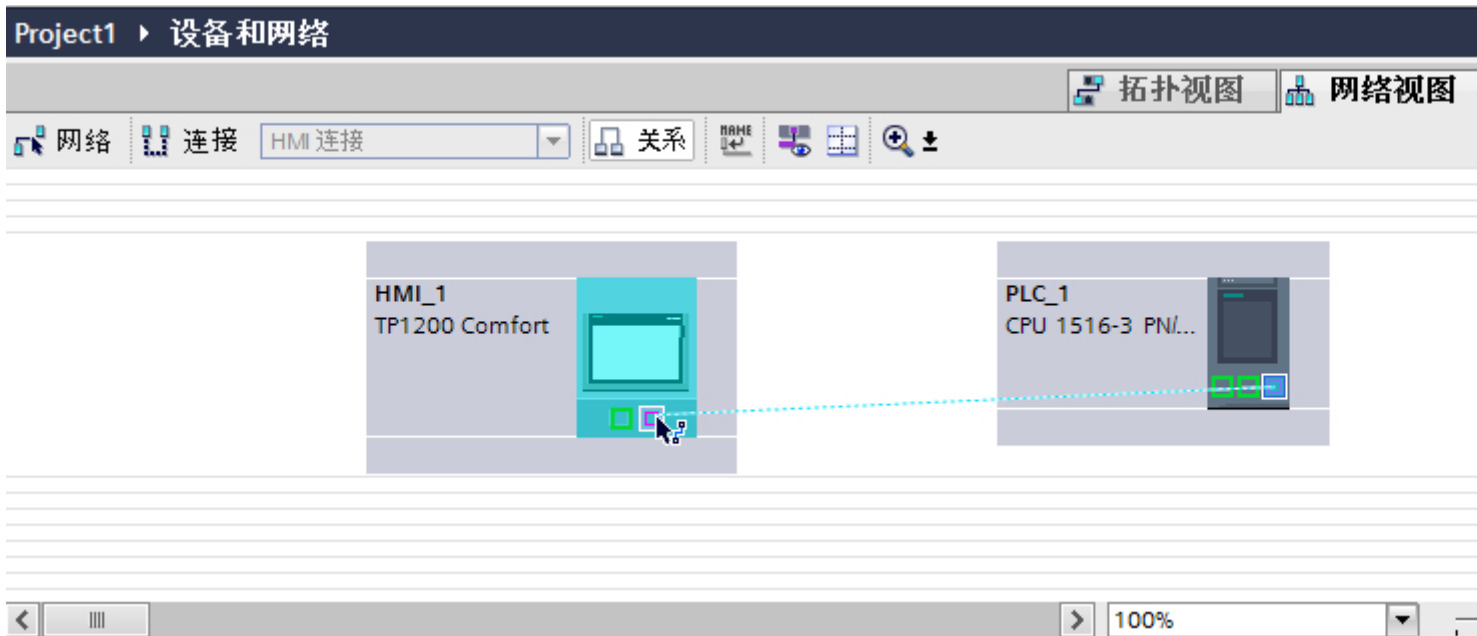 Project1 ▸ 设备和网络
拓扑视图 网络视图
网络 连接 HMI 连接 关系 NAME
HMI_1
TP1200 Comfort
PLC_1
CPU 1516-3 PN/...
100%